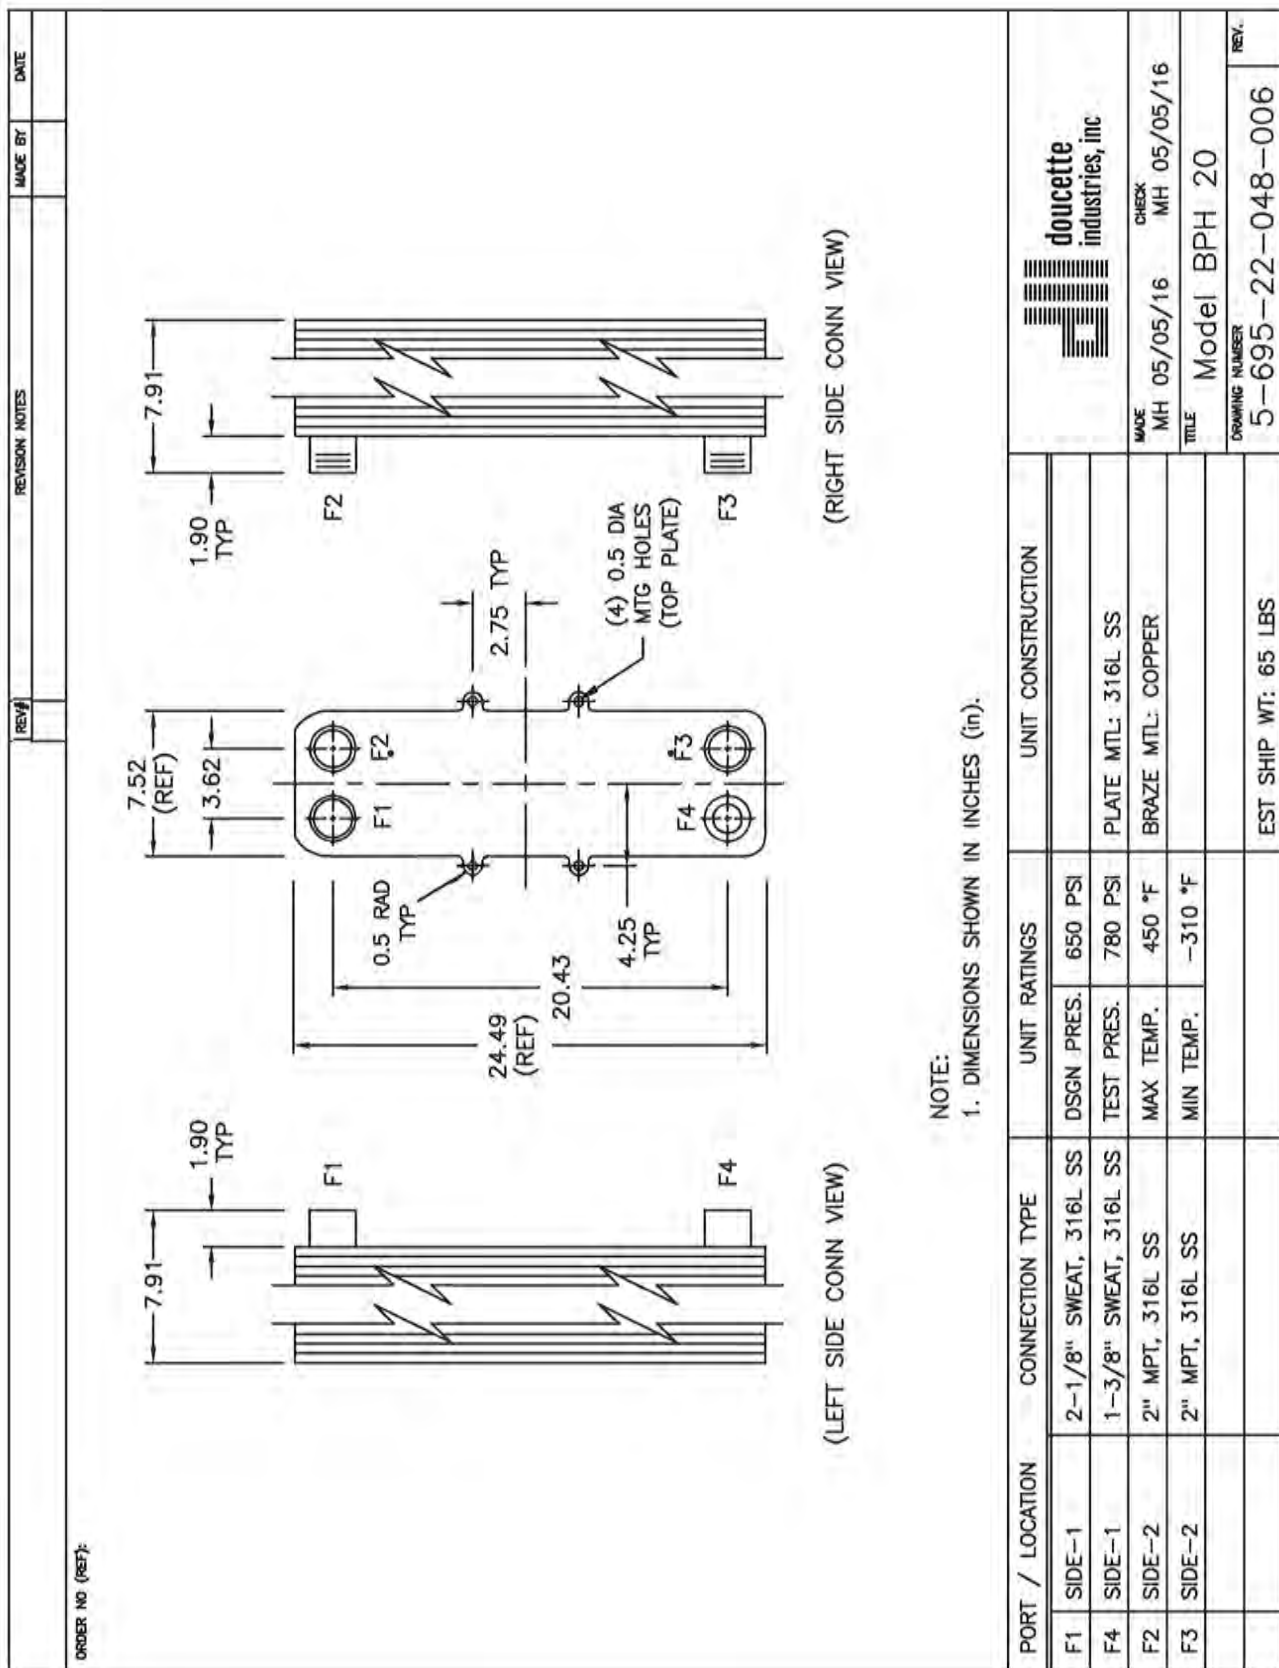 REV# REVISION NOTES MADE BY DATE
ORDER NO (REF):
7.91
1.90
TYP
F1
F4
(LEFT SIDE CONN VIEW)
7.52
(REF)
3.62
F1
F2
F4
F3
0.5 RAD
TYP
24.49
(REF)
20.43
4.25
TYP
2.75 TYP
(4) 0.5 DIA
MTG HOLES
(TOP PLATE)
7.91
1.90
TYP
F2
F3
(RIGHT SIDE CONN VIEW)
NOTE:
1. DIMENSIONS SHOWN IN INCHES (in).
PORT / LOCATION CONNECTION TYPE UNIT RATINGS UNIT CONSTRUCTION
F1 SIDE-1 2-1/8" SWEAT, 316L SS DSGN PRES. 650 PSI
F4 SIDE-1 1-3/8" SWEAT, 316L SS TEST PRES. 780 PSI PLATE MTL: 316L SS
F2 SIDE-2 2" MPT, 316L SS MAX TEMP. 450 °F BRAZE MTL: COPPER
F3 SIDE-2 2" MPT, 316L SS MIN TEMP. -310 °F
EST SHIP WT: 65 LBS
doucette
industries, inc
MADE CHECK
MH 05/05/16 MH 05/05/16
TITLE
Model BPH 20
DRAWING NUMBER REV.
5-695-22-048-006